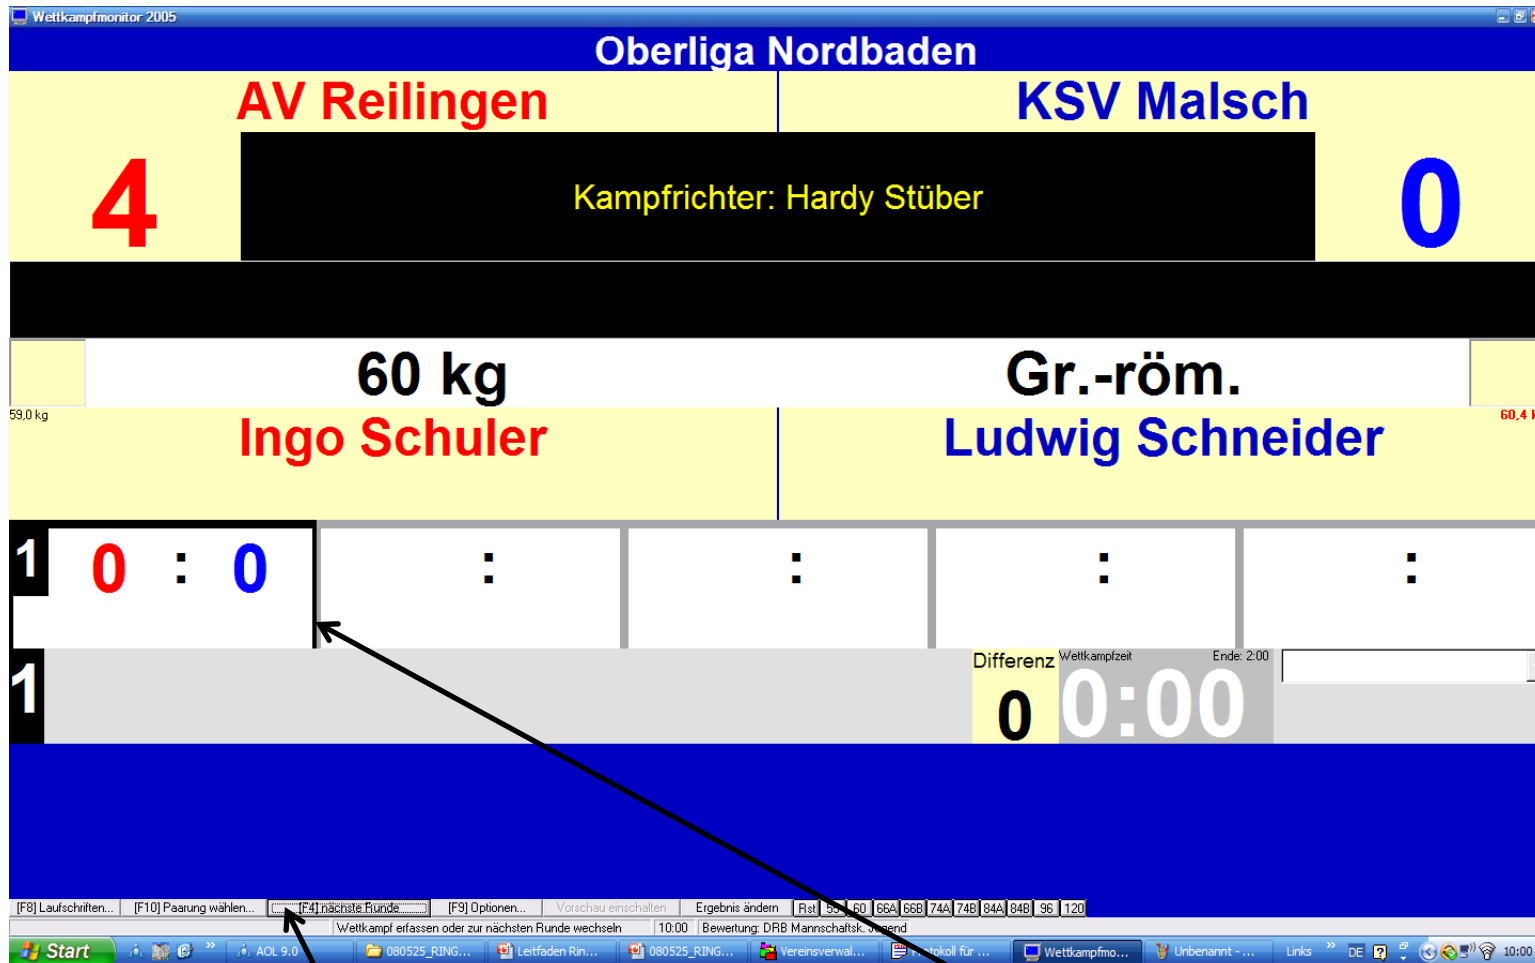 Wettkampfmonitor 2005
Oberliga Nordbaden
AV Reilingen KSV Malsch
4 Kampfrichter: Hardy Stüber 0
60 kg Gr.-röm.
59,0 kg Ingo Schuler Ludwig Schneider 60,4
1 0 : 0 : : : :
1 Differenz 0 Wettkampfzeit Ende: 2:00
0:00
[F8] Laufschriften... [F10] Paarung wählen... [F4] nächste Runde [F9] Optionen... Vorschau einschalten Ergebnis ändern Rst 55 60 66A 66B 74A 74B 84A 84B 96 120
Wettkampf erfassen oder zur nächsten Runde wechseln 10:00 Bewertung: DRB Mannschaftsk. Jugend
Start AOL 9.0 080525_RING... Leitfaden Rin... 080525_RING... Vereinsverwal... für ... Wettkampfmo... Unbenannt - ... Links » DE 10:00